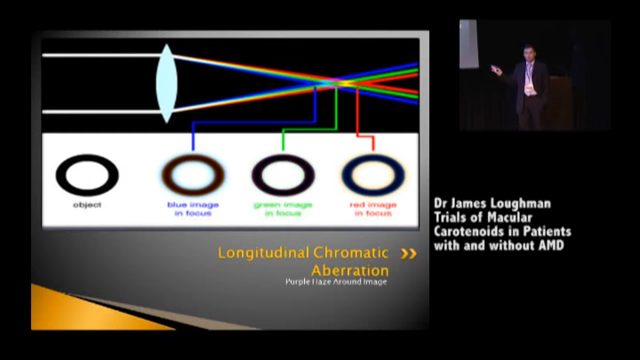 object
blue image
in focus
green image
in focus
red image
in focus
Longitudinal Chromatic
Aberration
Purple Haze Around Image
Dr James Loughman
Trials of Macular
Carotenoids in Patients
with and without AMD